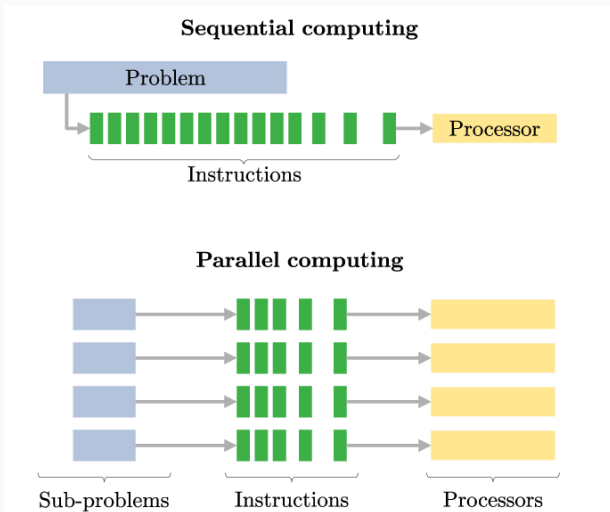 Sequential computing
Problem
Processor
Instructions
Parallel computing
Sub-problems
Instructions
Processors